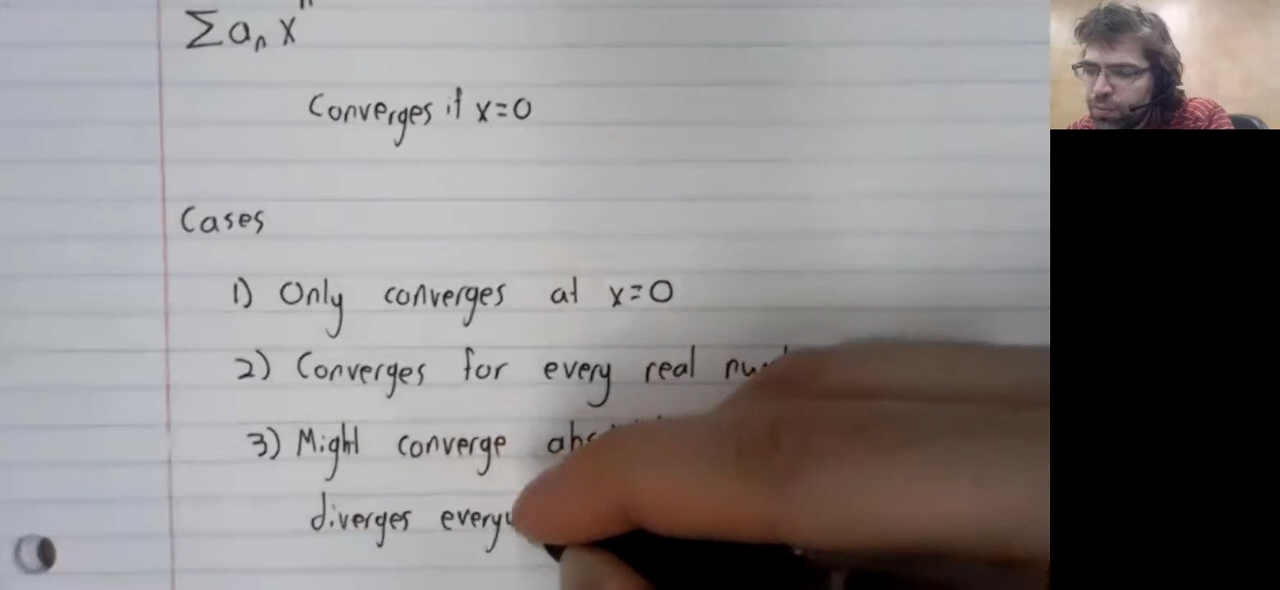 ∑ aₙ xⁿ
Converges if x=0
Cases
1) Only converges at x=0
2) Converges for every real
3) Might converge
diverges